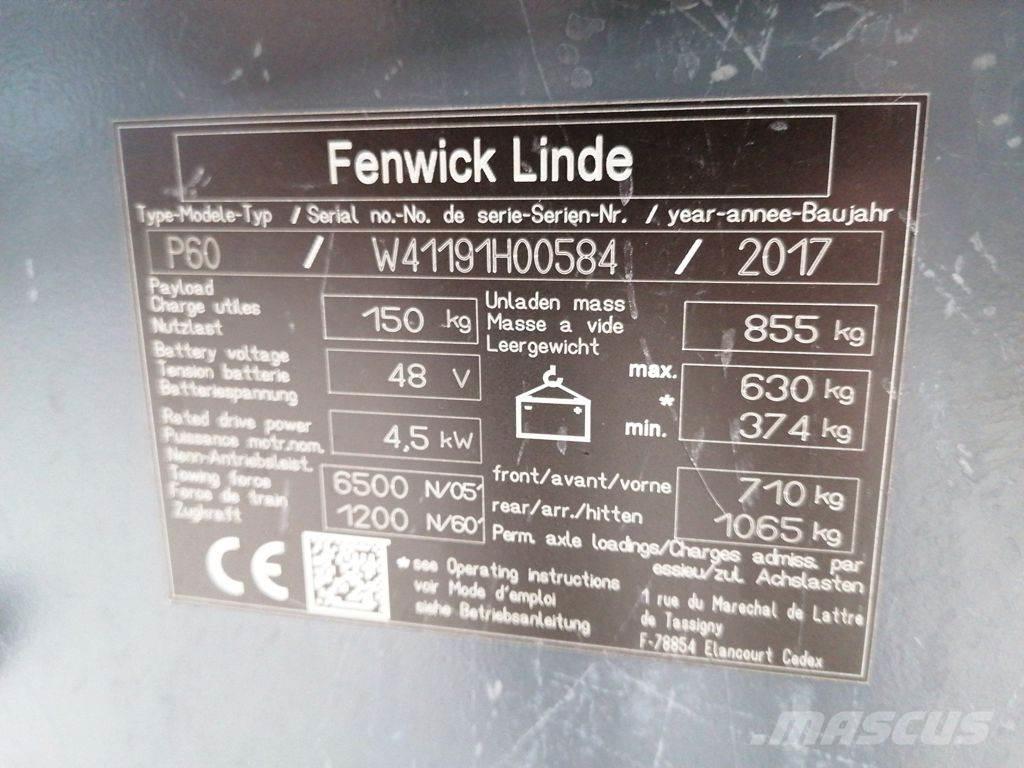 Fenwick Linde
Type-Modele-Typ / Serial no.-No. de serie-Serien-Nr. / year-annee-Baujahr
P60 / W41191H00584 / 2017
Payload
Charge utiles
Nutzlast
150 kg
Unladen mass
Masse a vide
Leergewicht
855 kg
Battery voltage
Tension batterie
Batteriespannung
48 V
max.
630 kg
*
min.
374 kg
Rated drive power
Puissance motr.nom.
Nenn-Antriebsleist.
4,5 kW
Towing force
Force de train
Zugkraft
6500 N/05'
1200 N/60'
front/avant/vorne
710 kg
rear/arr./hitten
1065 kg
Perm. axle loadings/Charges admiss. par
essieu/zul. Achslasten
CE
*see Operating instructions
voir Mode d'emploi
siehe Betriebsanleitung
1 rue du Marechal de Lattre
de Tassigny
F-78854 Elancourt Cedex
MASCUS